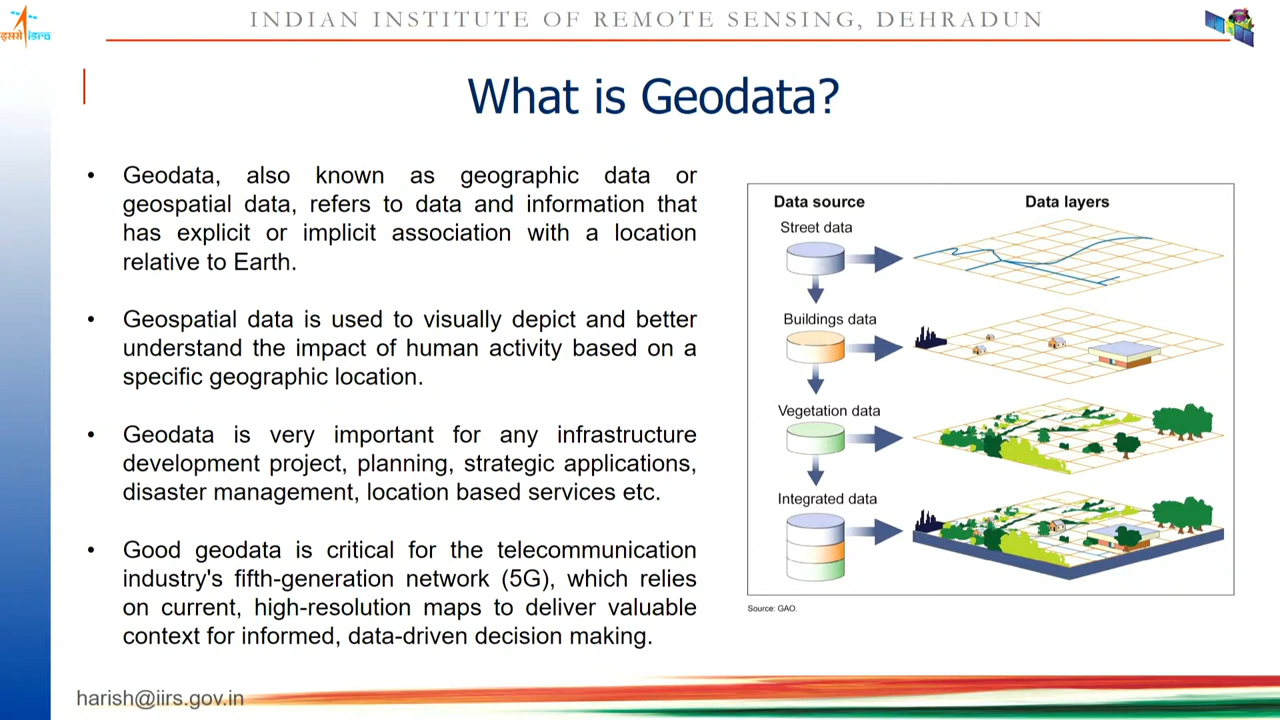 INDIAN INSTITUTE OF REMOTE SENSING, DEHRADUN
इसरो isro
What is Geodata?
• Geodata, also known as geographic data or
geospatial data, refers to data and information that
has explicit or implicit association with a location
relative to Earth.
• Geospatial data is used to visually depict and better
understand the impact of human activity based on a
specific geographic location.
• Geodata is very important for any infrastructure
development project, planning, strategic applications,
disaster management, location based services etc.
• Good geodata is critical for the telecommunication
industry's fifth-generation network (5G), which relies
on current, high-resolution maps to deliver valuable
context for informed, data-driven decision making.
Data source
Data layers
Street data
Buildings data
Vegetation data
Integrated data
Source: GAO.
harish@iirs.gov.in